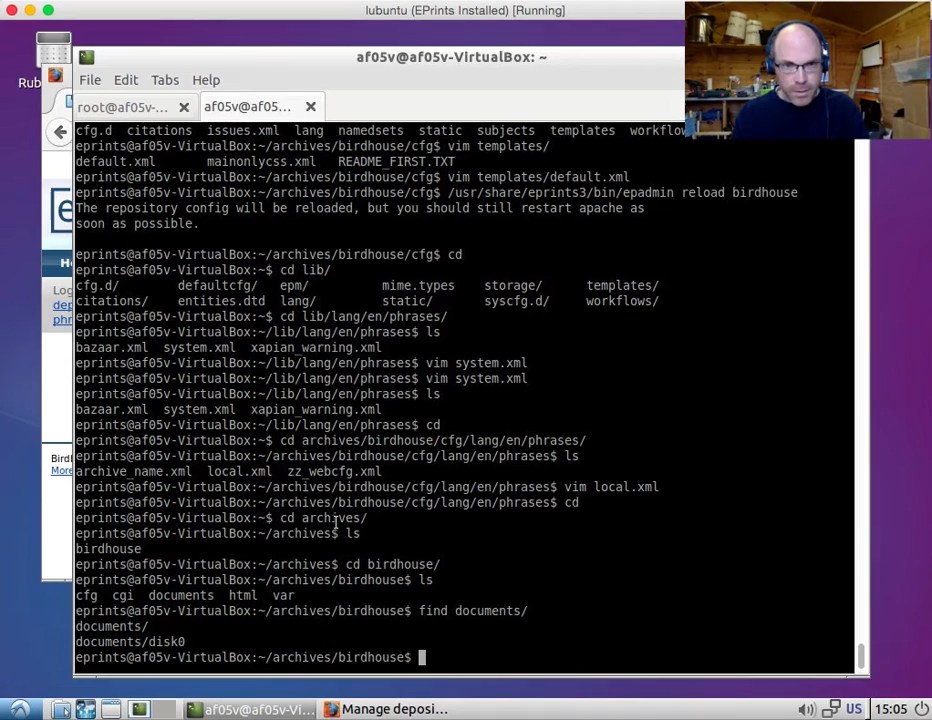 lubuntu (EPrints Installed) [Running]
Rub
af05v@af05v-VirtualBox: ~
File Edit Tabs Help
root@af05v-... af05v@af05...
cfg.d citations issues.xml lang namedsets static subjects templates workflow
eprints@af05v-VirtualBox:~/archives/birdhouse/cfg$ vim templates/
default.xml mainonlycss.xml README_FIRST.TXT
eprints@af05v-VirtualBox:~/archives/birdhouse/cfg$ vim templates/default.xml
eprints@af05v-VirtualBox:~/archives/birdhouse/cfg$ /usr/share/eprints3/bin/epadmin reload birdhouse
The repository config will be reloaded, but you should still restart apache as
soon as possible.
eprints@af05v-VirtualBox:~/archives/birdhouse/cfg$ cd
eprints@af05v-VirtualBox:~$ cd lib/
cfg.d/ defaultcfg/ epm/ mime.types storage/ templates/
citations/ entities.dtd lang/ static/ syscfg.d/ workflows/
eprints@af05v-VirtualBox:~$ cd lib/lang/en/phrases/
eprints@af05v-VirtualBox:~/lib/lang/en/phrases$ ls
bazaar.xml system.xml xapian_warning.xml
eprints@af05v-VirtualBox:~/lib/lang/en/phrases$ vim system.xml
eprints@af05v-VirtualBox:~/lib/lang/en/phrases$ vim system.xml
eprints@af05v-VirtualBox:~/lib/lang/en/phrases$ ls
bazaar.xml system.xml xapian_warning.xml
eprints@af05v-VirtualBox:~/lib/lang/en/phrases$ cd
eprints@af05v-VirtualBox:~$ cd archives/birdhouse/cfg/lang/en/phrases/
eprints@af05v-VirtualBox:~/archives/birdhouse/cfg/lang/en/phrases$ ls
archive_name.xml local.xml zz_webcfg.xml
eprints@af05v-VirtualBox:~/archives/birdhouse/cfg/lang/en/phrases$ vim local.xml
eprints@af05v-VirtualBox:~/archives/birdhouse/cfg/lang/en/phrases$ cd
eprints@af05v-VirtualBox:~$ cd archives/
eprints@af05v-VirtualBox:~/archives$ ls
birdhouse
eprints@af05v-VirtualBox:~/archives$ cd birdhouse/
eprints@af05v-VirtualBox:~/archives/birdhouse$ ls
cfg cgi documents html var
eprints@af05v-VirtualBox:~/archives/birdhouse$ find documents/
documents/
documents/disk0
eprints@af05v-VirtualBox:~/archives/birdhouse$
H
Log
dep
phr
Bird
More
af05v@af05v-Vi... Manage deposi... US 15:05